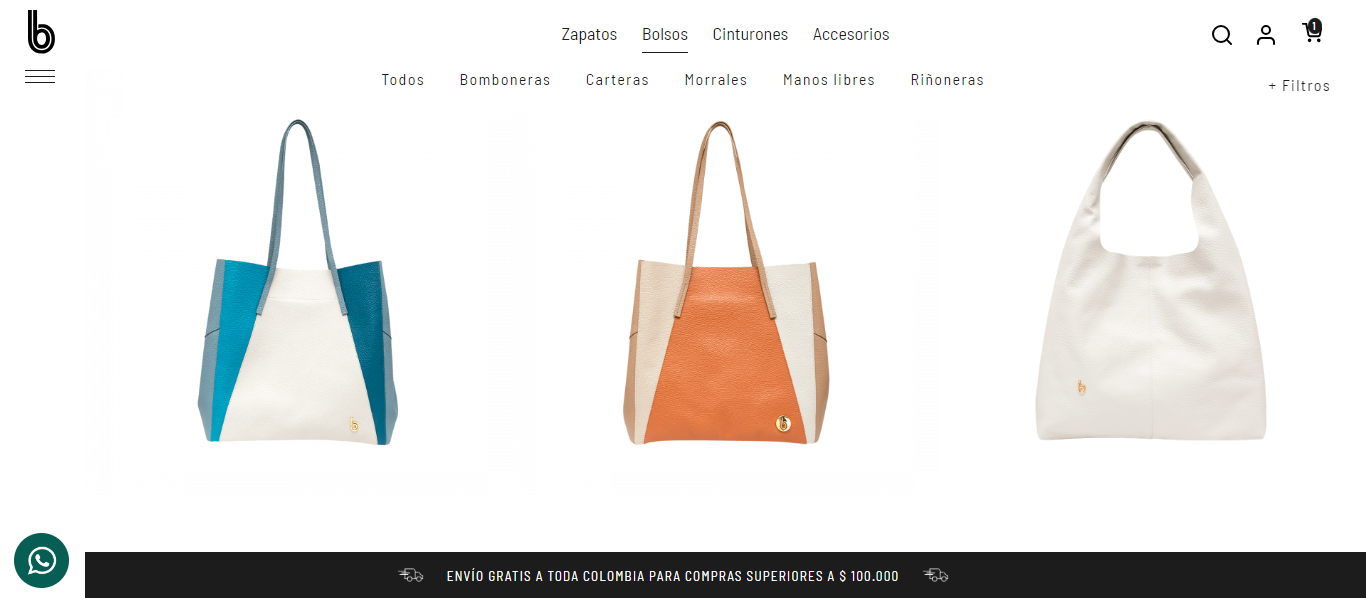 b
Zapatos Bolsos Cinturones Accesorios
1
Todos Bomboneras Carteras Morrales Manos libres Riñoneras
+ Filtros
b
b
b
ENVÍO GRATIS A TODA COLOMBIA PARA COMPRAS SUPERIORES A $ 100.000